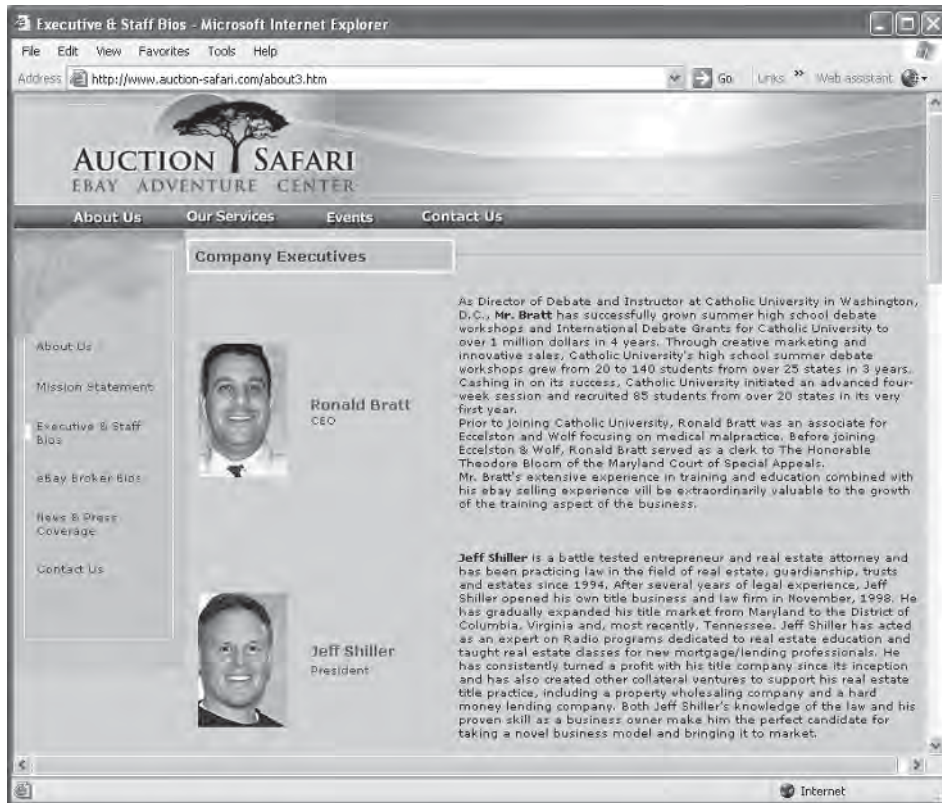 Executive & Staff Bios - Microsoft Internet Explorer
File Edit View Favorites Tools Help
Address http://www.auction-safari.com/about3.htm Go Links » Web assistant
AUCTION SAFARI
EBAY ADVENTURE CENTER
About Us Our Services Events Contact Us
Company Executives
About Us
Mission Statement
Executive & Staff
Bios
eBay Broker Bios
News & Press
Coverage
Contact Us
Ronald Bratt
CEO
As Director of Debate and Instructor at Catholic University in Washington,
D.C., Mr. Bratt has successfully grown summer high school debate
workshops and International Debate Grants for Catholic University to
over 1 million dollars in 4 years. Through creative marketing and
innovative sales, Catholic University's high school summer debate
workshops grew from 20 to 140 students from over 25 states in 3 years.
Cashing in on its success, Catholic University initiated an advanced four-
week session and recruited 85 students from over 20 states in its very
first year.
Prior to joining Catholic University, Ronald Bratt was an associate for
Eccelston and Wolf focusing on medical malpractice. Before joining
Eccelston & Wolf, Ronald Bratt served as a clerk to The Honorable
Theodore Bloom of the Maryland Court of Special Appeals.
Mr. Bratt's extensive experience in training and education combined with
his ebay selling experience will be extraordinarily valuable to the growth
of the training aspect of the business.
Jeff Shiller
President
Jeff Shiller is a battle tested entrepreneur and real estate attorney and
has been practicing law in the field of real estate, guardianship, trusts
and estates since 1994. After several years of legal experience, Jeff
Shiller opened his own title business and law firm in November, 1998. He
has gradually expanded his title market from Maryland to the District of
Columbia, Virginia and, most recently, Tennessee. Jeff Shiller has acted
as an expert on Radio programs dedicated to real estate education and
taught real estate classes for new mortgage/lending professionals. He
has consistently turned a profit with his title company since its inception
and has also created other collateral ventures to support his real estate
title practice, including a property wholesaling company and a hard
money lending company. Both Jeff Shiller's knowledge of the law and his
proven skill as a business owner make him the perfect candidate for
taking a novel business model and bringing it to market.
Internet